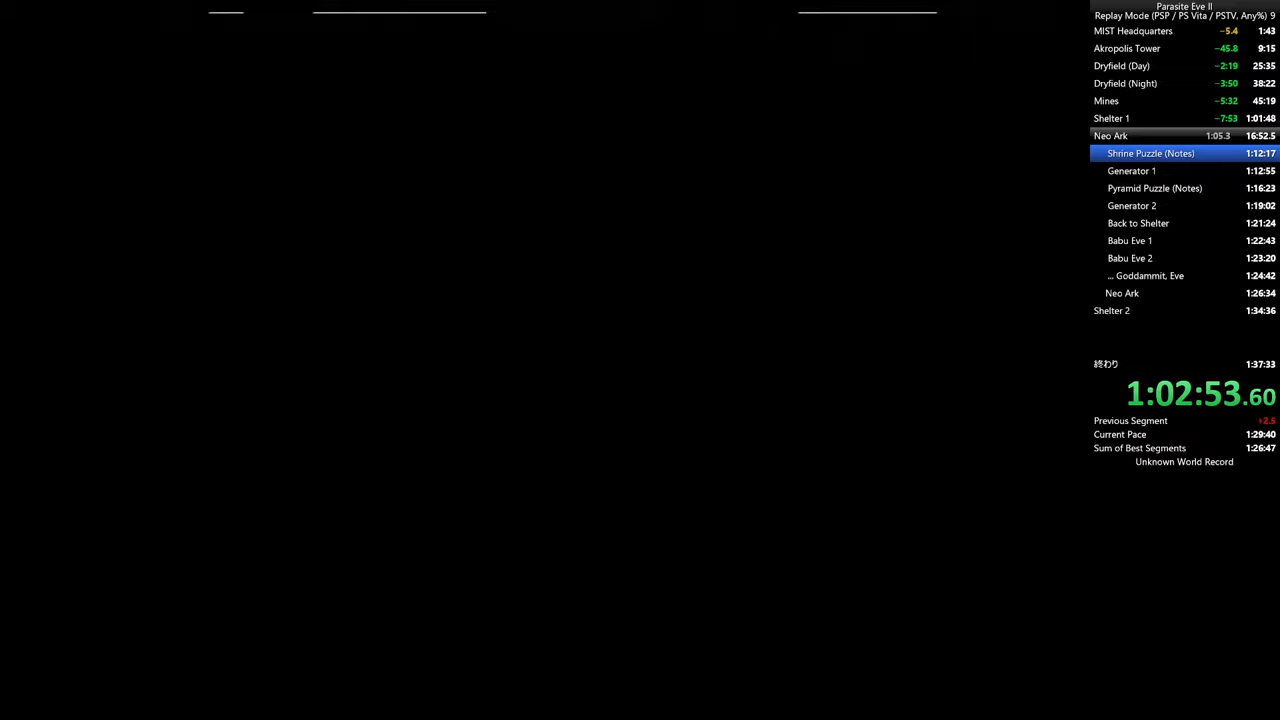 Parasite Eve II
Replay Mode (PSP / PS Vita / PSTV, Any%) 9
MIST Headquarters −5.4 1:43
Akropolis Tower −45.8 9:15
Dryfield (Day) −2:19 25:35
Dryfield (Night) −3:50 38:22
Mines −5:32 45:19
Shelter 1 −7:53 1:01:48
Neo Ark 1:05.3 16:52.5
Shrine Puzzle (Notes) 1:12:17
Generator 1 1:12:55
Pyramid Puzzle (Notes) 1:16:23
Generator 2 1:19:02
Back to Shelter 1:21:24
Babu Eve 1 1:22:43
Babu Eve 2 1:23:20
... Goddammit, Eve 1:24:42
Neo Ark 1:26:34
Shelter 2 1:34:36
終わり 1:37:33
1:02:53.60
Previous Segment +2.5
Current Pace 1:29:40
Sum of Best Segments 1:26:47
Unknown World Record